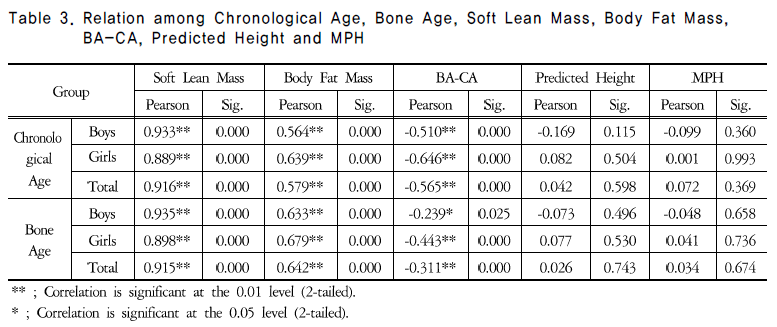 Table 3. Relation among Chronological Age, Bone Age, Soft Lean Mass, Body Fat Mass,
BA-CA, Predicted Height and MPH
Group Soft Lean Mass Body Fat Mass BA-CA Predicted Height MPH
Pearson Sig. Pearson Sig. Pearson Sig. Pearson Sig. Pearson Sig.
Chronolo
gical
Age
Boys 0.933** 0.000 0.564** 0.000 -0.510** 0.000 -0.169 0.115 -0.099 0.360
Girls 0.889** 0.000 0.639** 0.000 -0.646** 0.000 0.082 0.504 0.001 0.993
Total 0.916** 0.000 0.579** 0.000 -0.565** 0.000 0.042 0.598 0.072 0.369
Bone
Age
Boys 0.935** 0.000 0.633** 0.000 -0.239* 0.025 -0.073 0.496 -0.048 0.658
Girls 0.898** 0.000 0.679** 0.000 -0.443** 0.000 0.077 0.530 0.041 0.736
Total 0.915** 0.000 0.642** 0.000 -0.311** 0.000 0.026 0.743 0.034 0.674
** ; Correlation is significant at the 0.01 level (2-tailed).
* ; Correlation is significant at the 0.05 level (2-tailed).